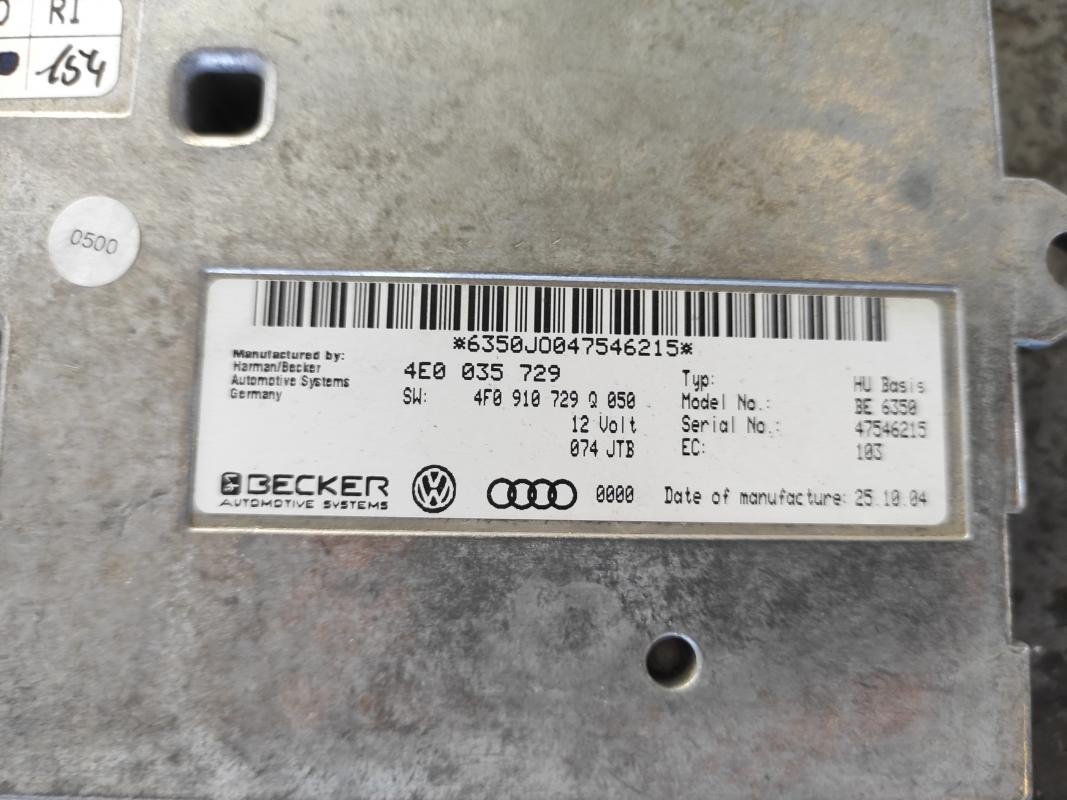 RI
154
0500
*6350J0047546215*
Manufactured by:
Harman/Becker
Automotive Systems
Germany
4E0 035 729
SW: 4F0 910 729 Q 050
12 Volt
074 JTB
Typ: HU Basis
Model No.: BE 6350
Serial No.: 47546215
EC: 103
BECKER
AUTOMOTIVE SYSTEMS
0000
Date of manufacture: 25.10.04